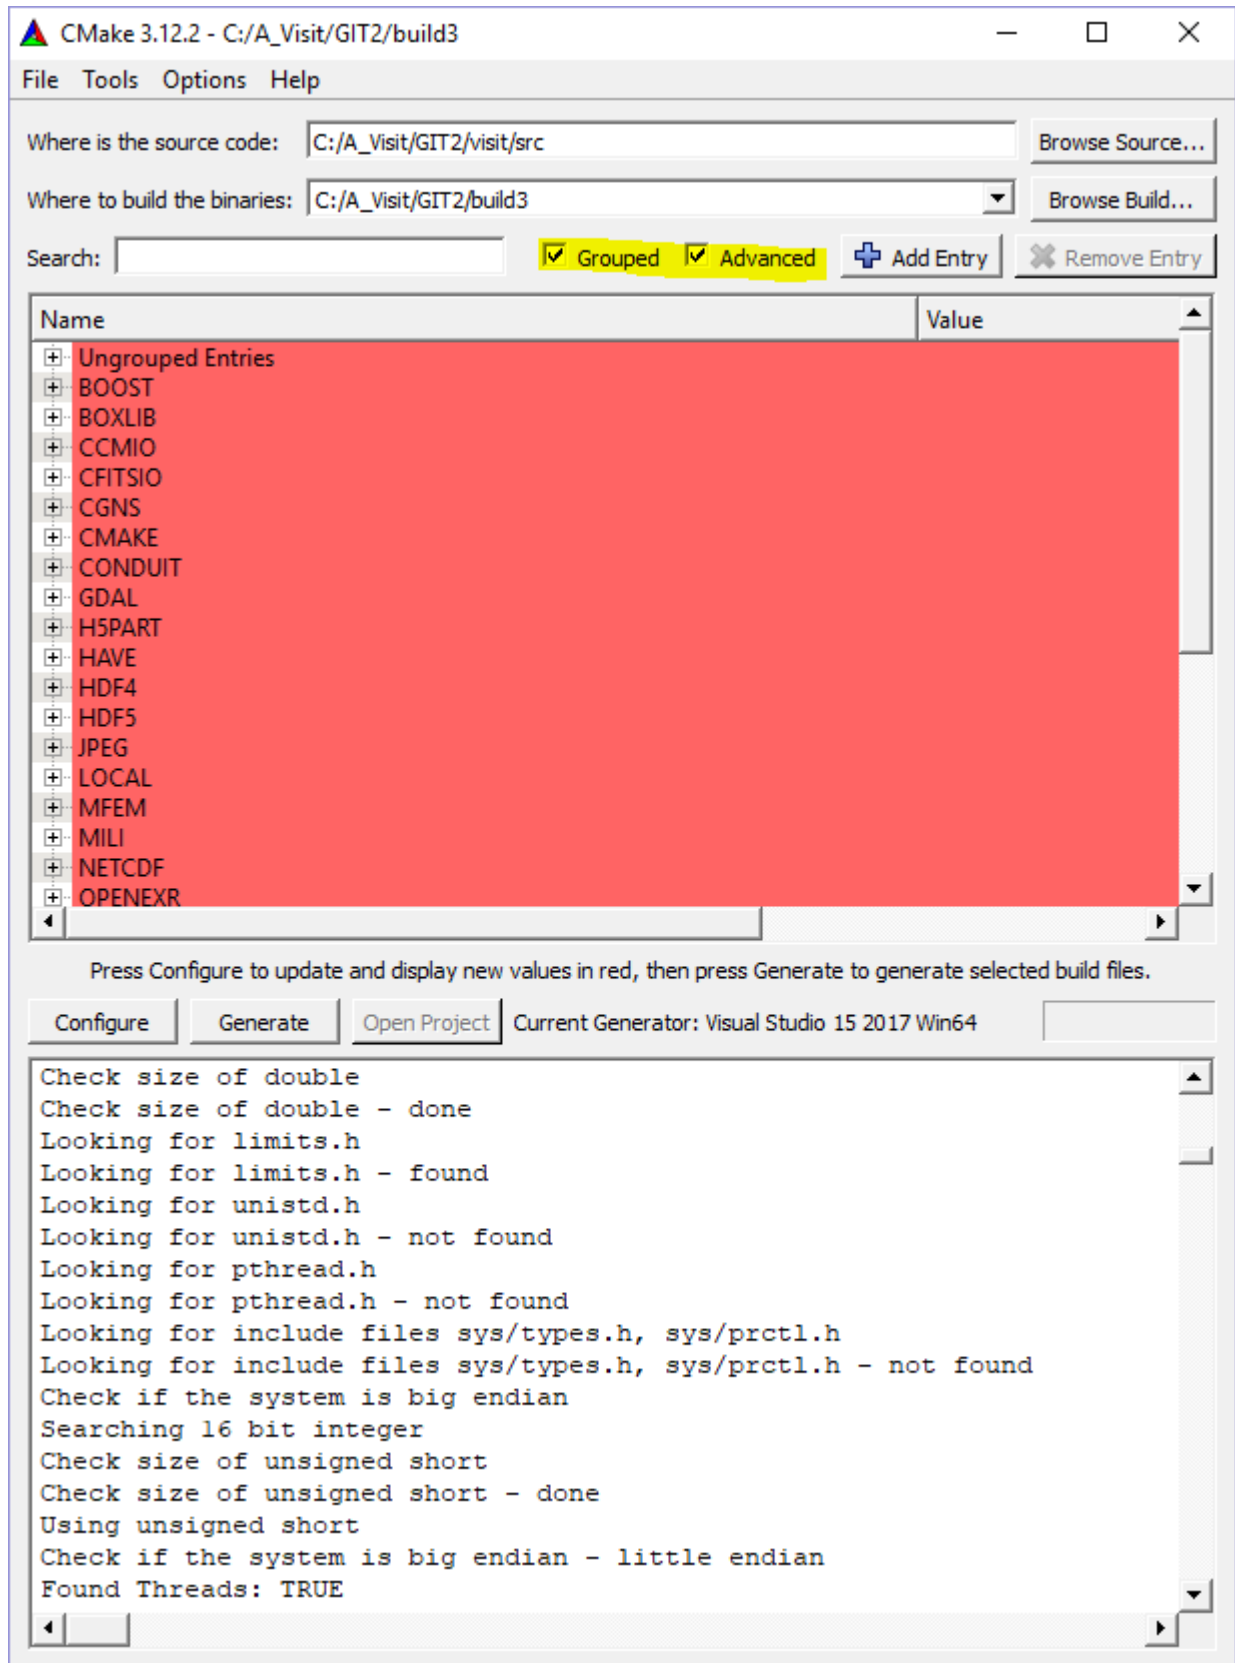 CMake 3.12.2 - C:/A_Visit/GIT2/build3
File Tools Options Help
Where is the source code: C:/A_Visit/GIT2/visit/src Browse Source...
Where to build the binaries: C:/A_Visit/GIT2/build3 Browse Build...
Search: Grouped Advanced Add Entry Remove Entry
Name Value
Ungrouped Entries
BOOST
BOXLIB
CCMIO
CFITSIO
CGNS
CMAKE
CONDUIT
GDAL
H5PART
HAVE
HDF4
HDF5
JPEG
LOCAL
MFEM
MILI
NETCDF
OPENEXR
Press Configure to update and display new values in red, then press Generate to generate selected build files.
Configure Generate Open Project Current Generator: Visual Studio 15 2017 Win64
Check size of double
Check size of double - done
Looking for limits.h
Looking for limits.h - found
Looking for unistd.h
Looking for unistd.h - not found
Looking for pthread.h
Looking for pthread.h - not found
Looking for include files sys/types.h, sys/prctl.h
Looking for include files sys/types.h, sys/prctl.h - not found
Check if the system is big endian
Searching 16 bit integer
Check size of unsigned short
Check size of unsigned short - done
Using unsigned short
Check if the system is big endian - little endian
Found Threads: TRUE